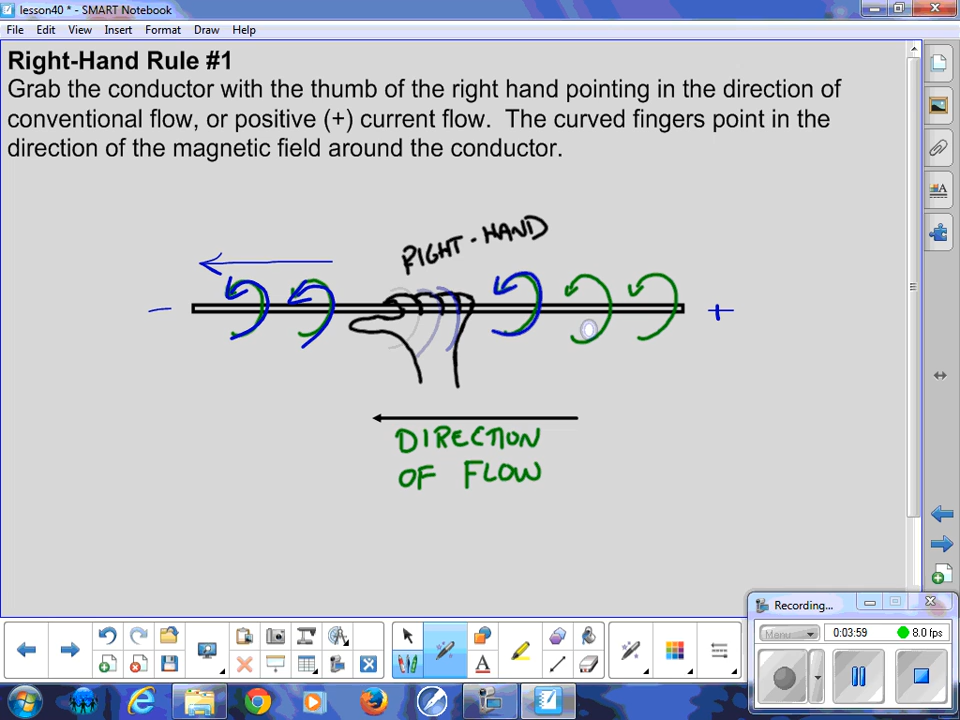 lesson40 * - SMART Notebook
File Edit View Insert Format Draw Help
Right-Hand Rule #1
Grab the conductor with the thumb of the right hand pointing in the direction of
conventional flow, or positive (+) current flow.  The curved fingers point in the
direction of the magnetic field around the conductor.
RIGHT-HAND
- +
DIRECTION
OF FLOW
Recording...
Menu 0:03:59 8.0 fps